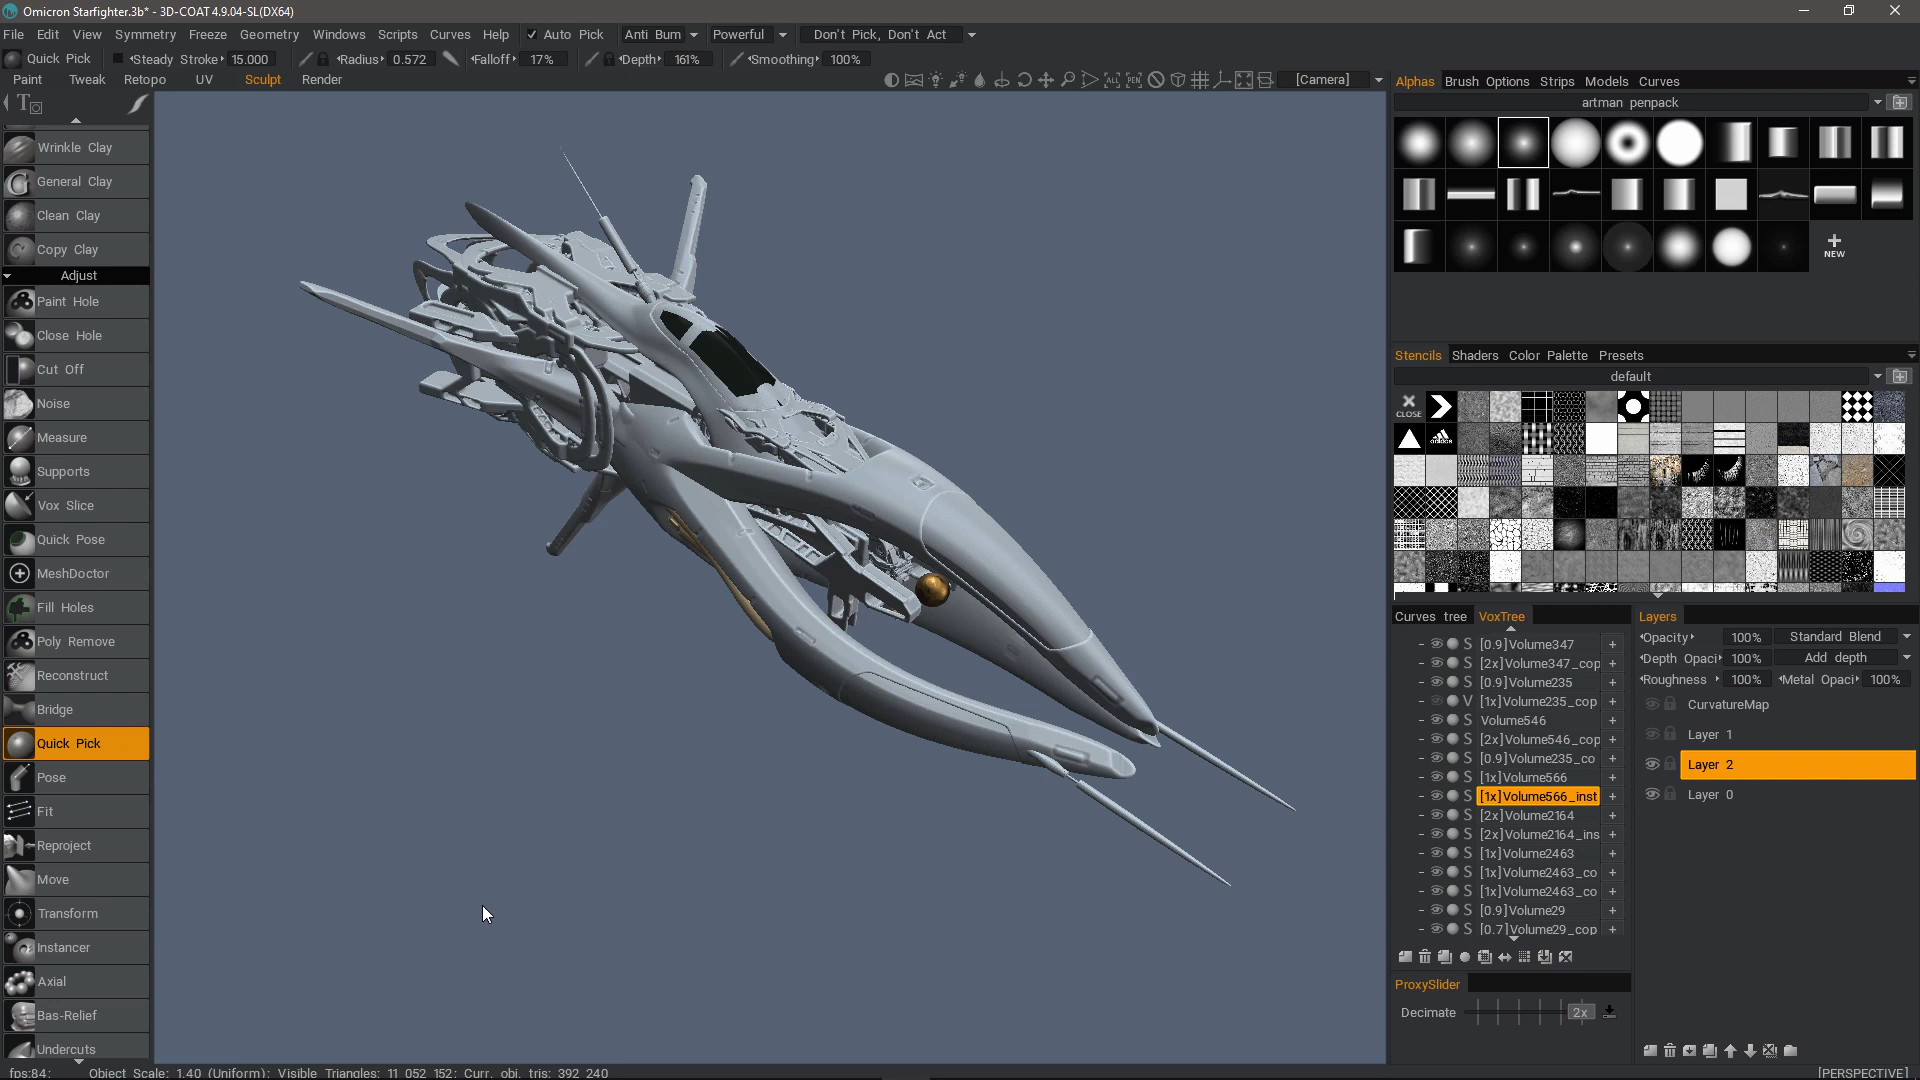 Omicron Starfighter.3b* - 3D-COAT 4.9.04-SL(DX64)
File Edit View Symmetry Freeze Geometry Windows Scripts Curves Help Auto Pick Anti Bum Powerful Don't Pick, Don't Act
Quick Pick Steady Stroke 15.000 Radius 0.572 Falloff 17% Depth 161% Smoothing 100%
Paint Tweak Retopo UV Sculpt Render ALL PEN [Camera]
Wrinkle Clay
General Clay
Clean Clay
Copy Clay
Adjust
Paint Hole
Close Hole
Cut Off
Noise
Measure
Supports
Vox Slice
Quick Pose
MeshDoctor
Fill Holes
Poly Remove
Reconstruct
Bridge
Quick Pick
Pose
Fit
Reproject
Move
Transform
Instancer
Axial
Bas-Relief
Undercuts
Alphas Brush Options Strips Models Curves
artman penpack
NEW
Stencils Shaders Color Palette Presets
default
CLOSE
adidas
Curves tree VoxTree
S [0.9]Volume347 +
S [2x]Volume347_cop +
S [0.9]Volume235 +
V [1x]Volume235_cop +
S Volume546 +
S [2x]Volume546_cop +
S [0.9]Volume235_co +
S [1x]Volume566 +
S [1x]Volume566_inst +
S [2x]Volume2164 +
S [2x]Volume2164_ins +
S [1x]Volume2463 +
S [1x]Volume2463_co +
S [1x]Volume2463_co +
S [0.9]Volume29 +
S [0.7]Volume29_cop +
ProxySlider
Decimate 2x
Layers
Opacity 100% Standard Blend
Depth Opaci 100% Add depth
Roughness 100% Metal Opaci 100%
CurvatureMap
Layer 1
Layer 2
Layer 0
fps:84; Object Scale: 1.40 (Uniform); Visible Triangles: 11 052 152; Curr. obj. tris: 392 240 [PERSPECTIVE]